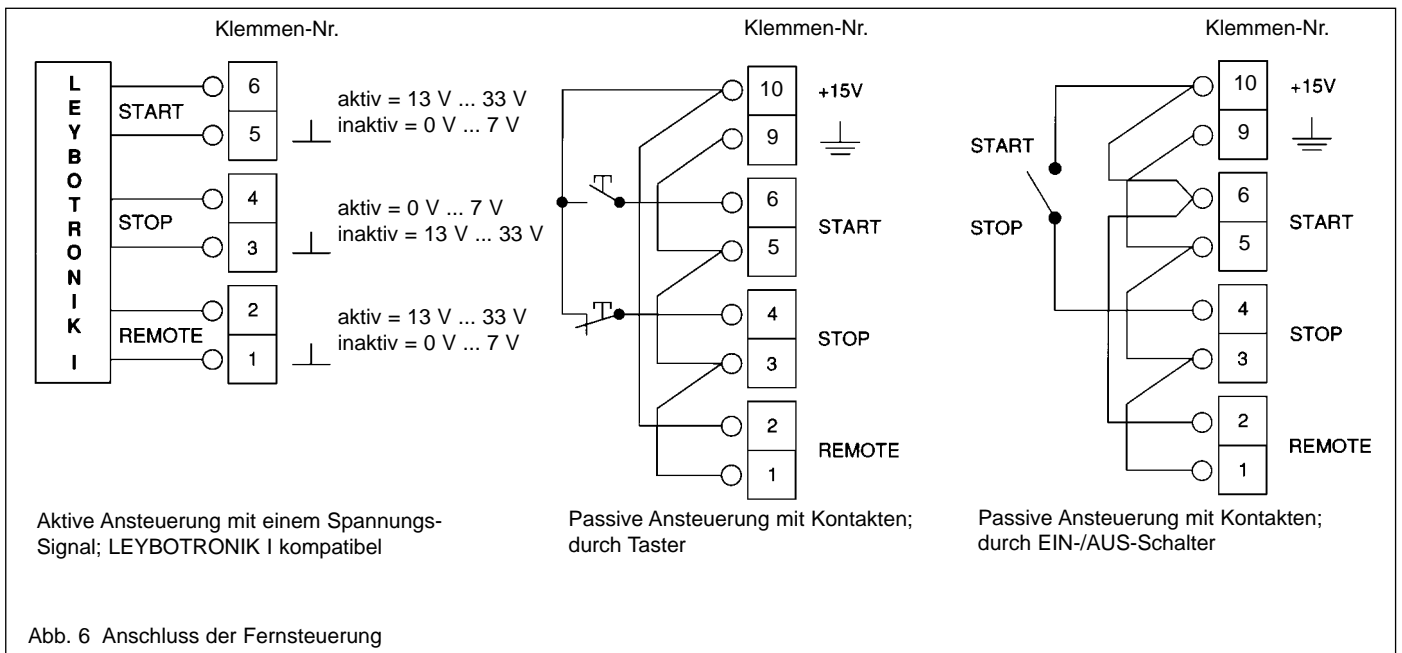 Klemmen-Nr.
LEYBOTRONIK I
START
6
5
aktiv = 13 V ... 33 V
inaktiv = 0 V ... 7 V
STOP
4
3
aktiv = 0 V ... 7 V
inaktiv = 13 V ... 33 V
REMOTE
2
1
aktiv = 13 V ... 33 V
inaktiv = 0 V ... 7 V
Aktive Ansteuerung mit einem Spannungs-
Signal; LEYBOTRONIK I kompatibel
Klemmen-Nr.
10 +15V
9
6
START
5
4
STOP
3
2
REMOTE
1
Passive Ansteuerung mit Kontakten;
durch Taster
Klemmen-Nr.
10 +15V
9
START
STOP
6
START
5
4
STOP
3
2
REMOTE
1
Passive Ansteuerung mit Kontakten;
durch EIN-/AUS-Schalter
Abb. 6 Anschluss der Fernsteuerung